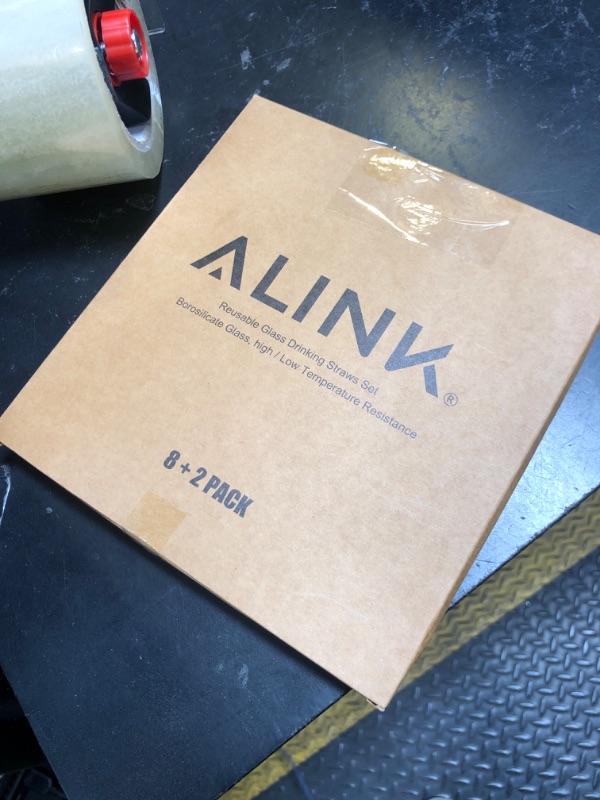 ALINK®
Reusable Glass Drinking Straws Set
Borosilicate Glass, high / Low Temperature Resistance
8 + 2 PACK